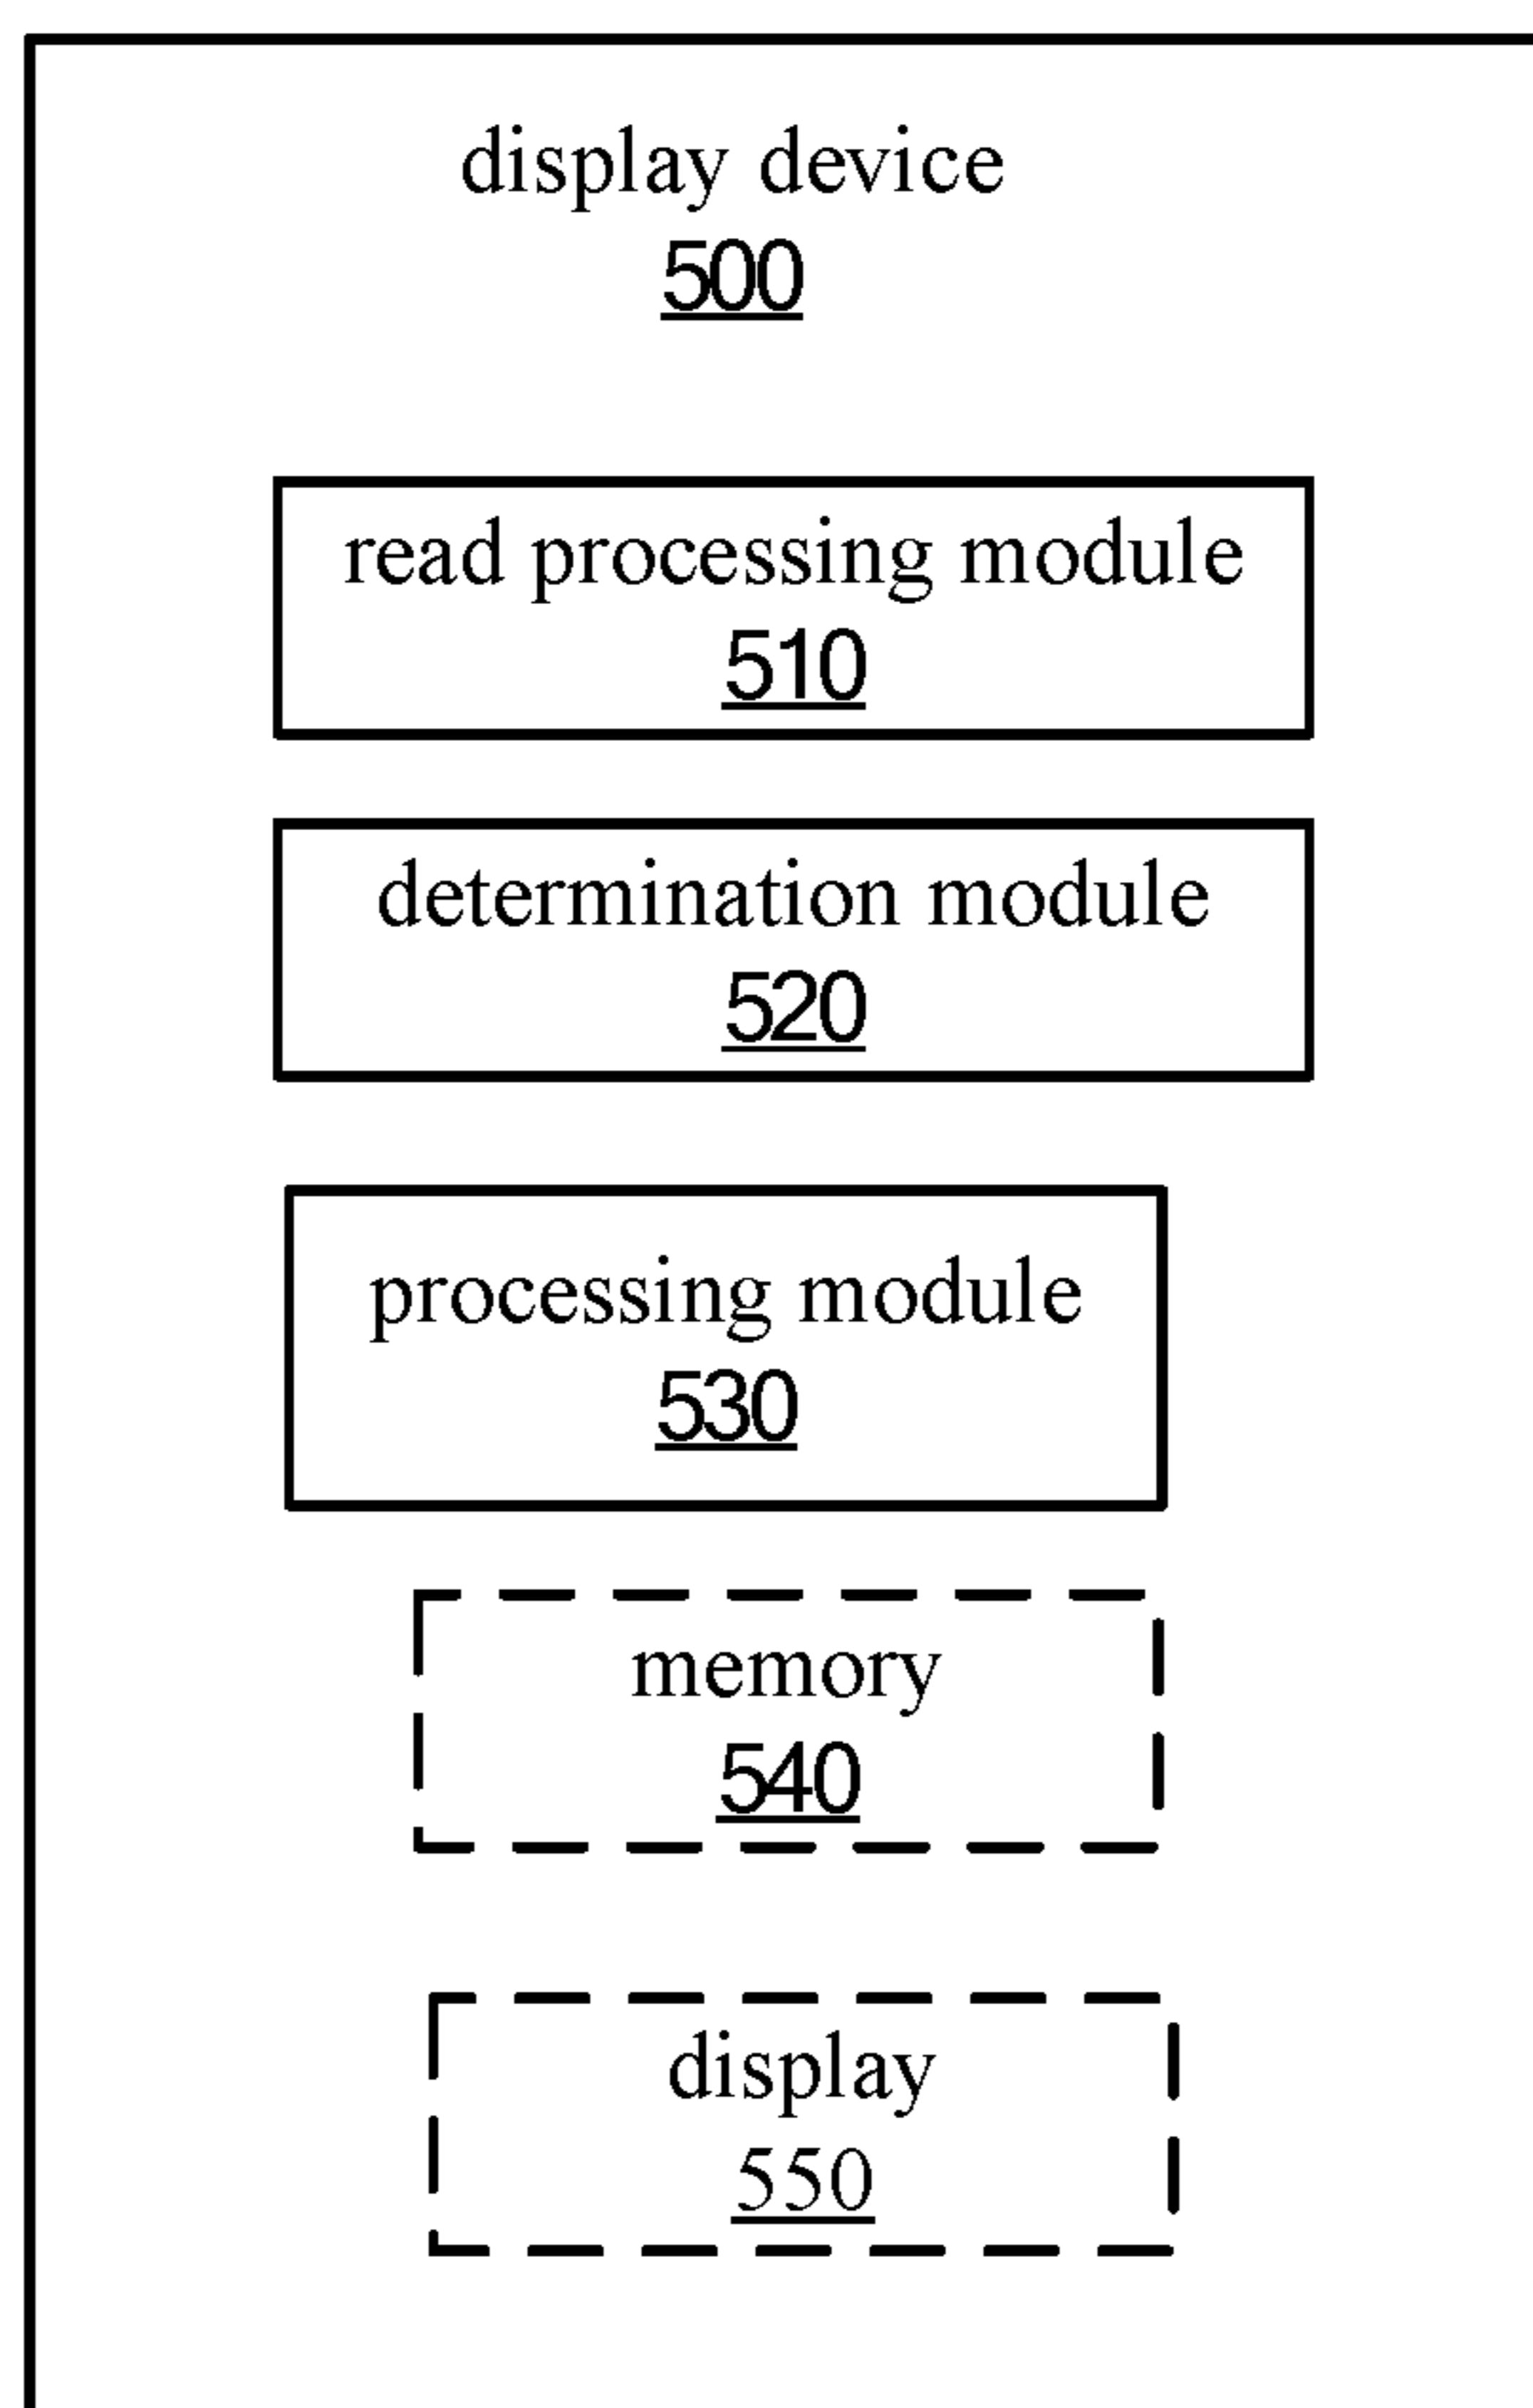 display device
500
read processing module
510
determination module
520
processing module
530
memory
540
display
550